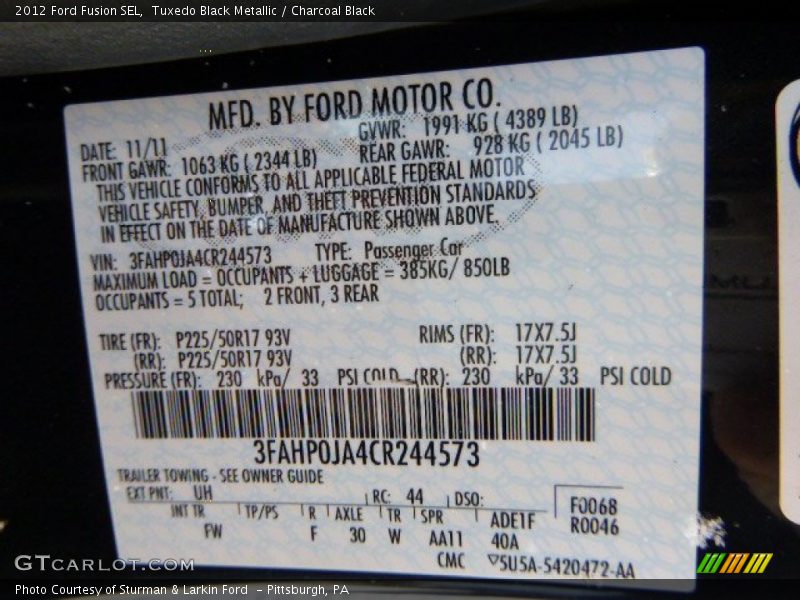 2012 Ford Fusion SEL,  Tuxedo Black Metallic / Charcoal Black
MFD. BY FORD MOTOR CO.
DATE: 11/11 GVWR: 1991 KG ( 4389 LB)
FRONT GAWR: 1063 KG ( 2344 LB) REAR GAWR: 928 KG ( 2045 LB)
THIS VEHICLE CONFORMS TO ALL APPLICABLE FEDERAL MOTOR
VEHICLE SAFETY, BUMPER, AND THEFT PREVENTION STANDARDS
IN EFFECT ON THE DATE OF MANUFACTURE SHOWN ABOVE.
VIN: 3FAHP0JA4CR244573 TYPE: Passenger Car
MAXIMUM LOAD = OCCUPANTS + LUGGAGE = 385KG/ 850LB
OCCUPANTS = 5 TOTAL; 2 FRONT, 3 REAR
TIRE (FR): P225/50R17 93V RIMS (FR): 17X7.5J
(RR): P225/50R17 93V (RR): 17X7.5J
PRESSURE (FR): 230 kPa/ 33 PSI COLD (RR): 230 kPa/ 33 PSI COLD
3FAHP0JA4CR244573
TRAILER TOWING - SEE OWNER GUIDE
EXT PNT: UH RC: 44 DSO: F0068
INT TR TP/PS R AXLE TR SPR ADE1F R0046
FW F 30 W AA11 40A
CMC ▽5U5A-5420472-AA
GTCARLOT.COM
Photo Courtesy of Sturman & Larkin Ford  - Pittsburgh, PA